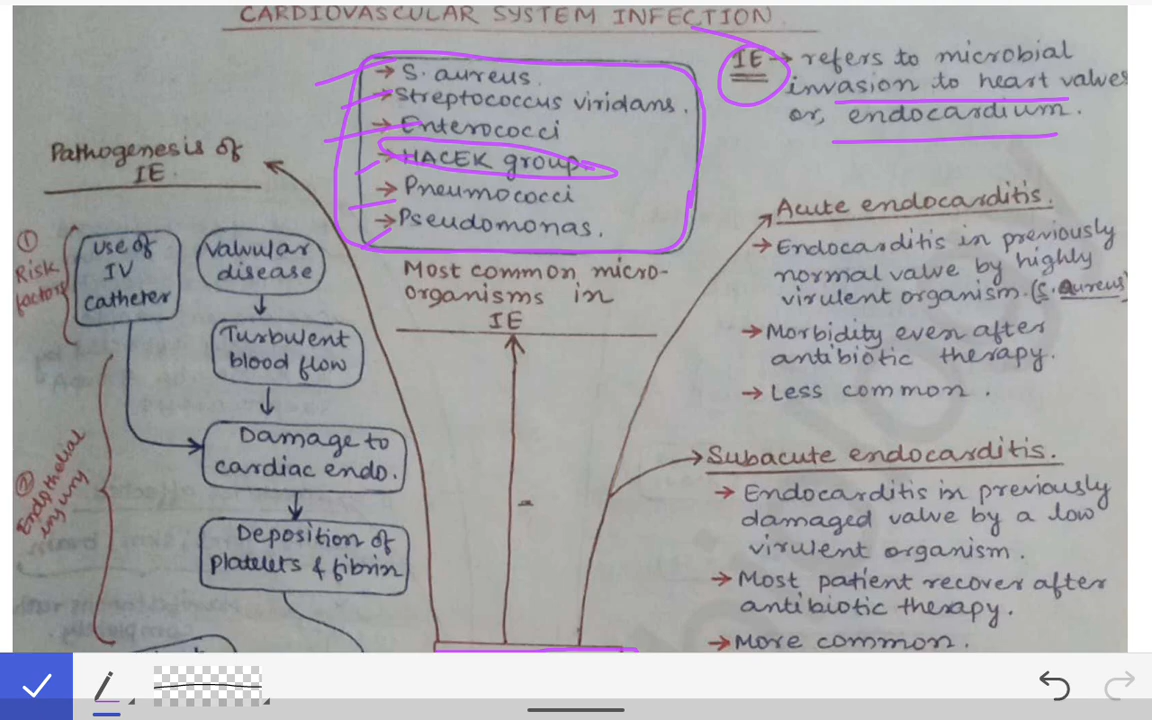 CARDIOVASCULAR SYSTEM INFECTION
IE → refers to microbial
invasion to heart valves
or, endocardium.
→ S. aureus.
→ Streptococcus viridans.
→ Enterococci
→ HACEK group.
→ Pneumococci
→ Pseudomonas.
Most common micro-
organisms in
IE
Pathogenesis of
IE.
① Risk
factors
use of
IV
catheter
Valvular
disease
Turbulent
blood flow
② Endothelial
injury
Damage to
cardiac endo.
Deposition of
platelets & fibrin
Acute endocarditis.
→ Endocarditis in previously
normal valve by highly
virulent organism. (S. aureus)
→ Morbidity even after
antibiotic therapy.
→ Less common.
Subacute endocarditis.
→ Endocarditis in previously
damaged valve by a low
virulent organism.
→ Most patient recover after
antibiotic therapy.
→ More common.